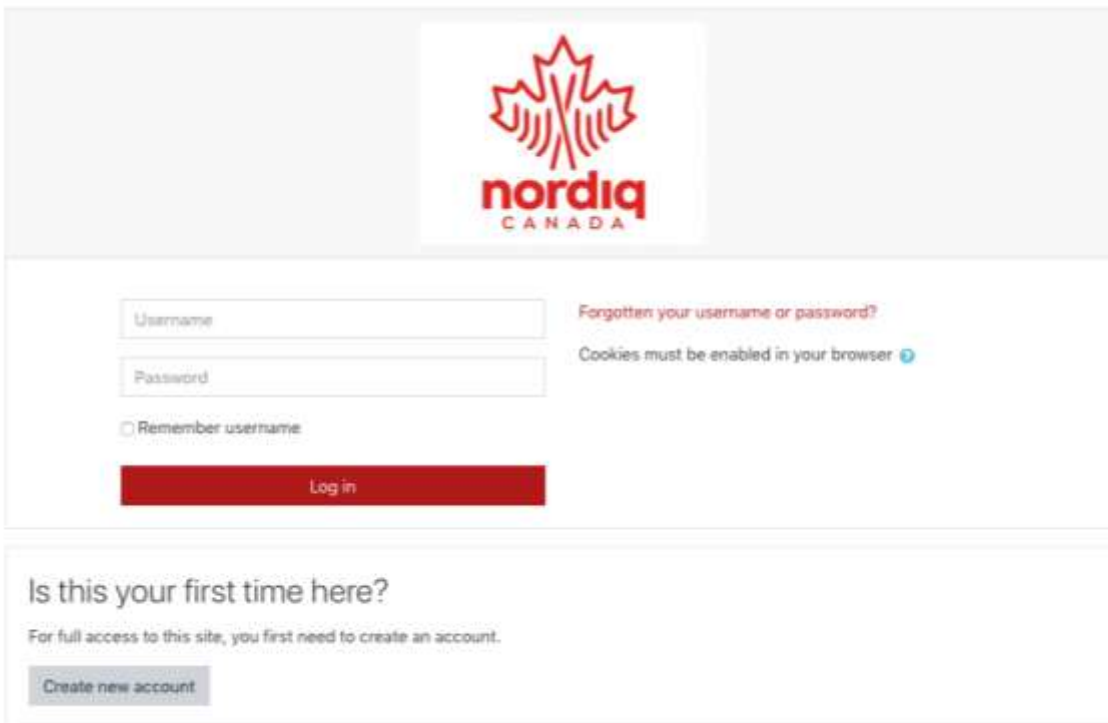 nordiq
CANADA
Username
Forgotten your username or password?
Cookies must be enabled in your browser
Password
Remember username
Log in
Is this your first time here?
For full access to this site, you first need to create an account.
Create new account